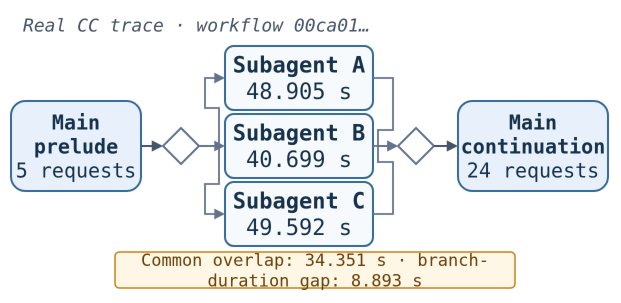 Real CC trace · workflow 00ca01…
Main
prelude
5 requests
Subagent A
48.905 s
Subagent B
40.699 s
Subagent C
49.592 s
Main
continuation
24 requests
Common overlap: 34.351 s · branch-
duration gap: 8.893 s